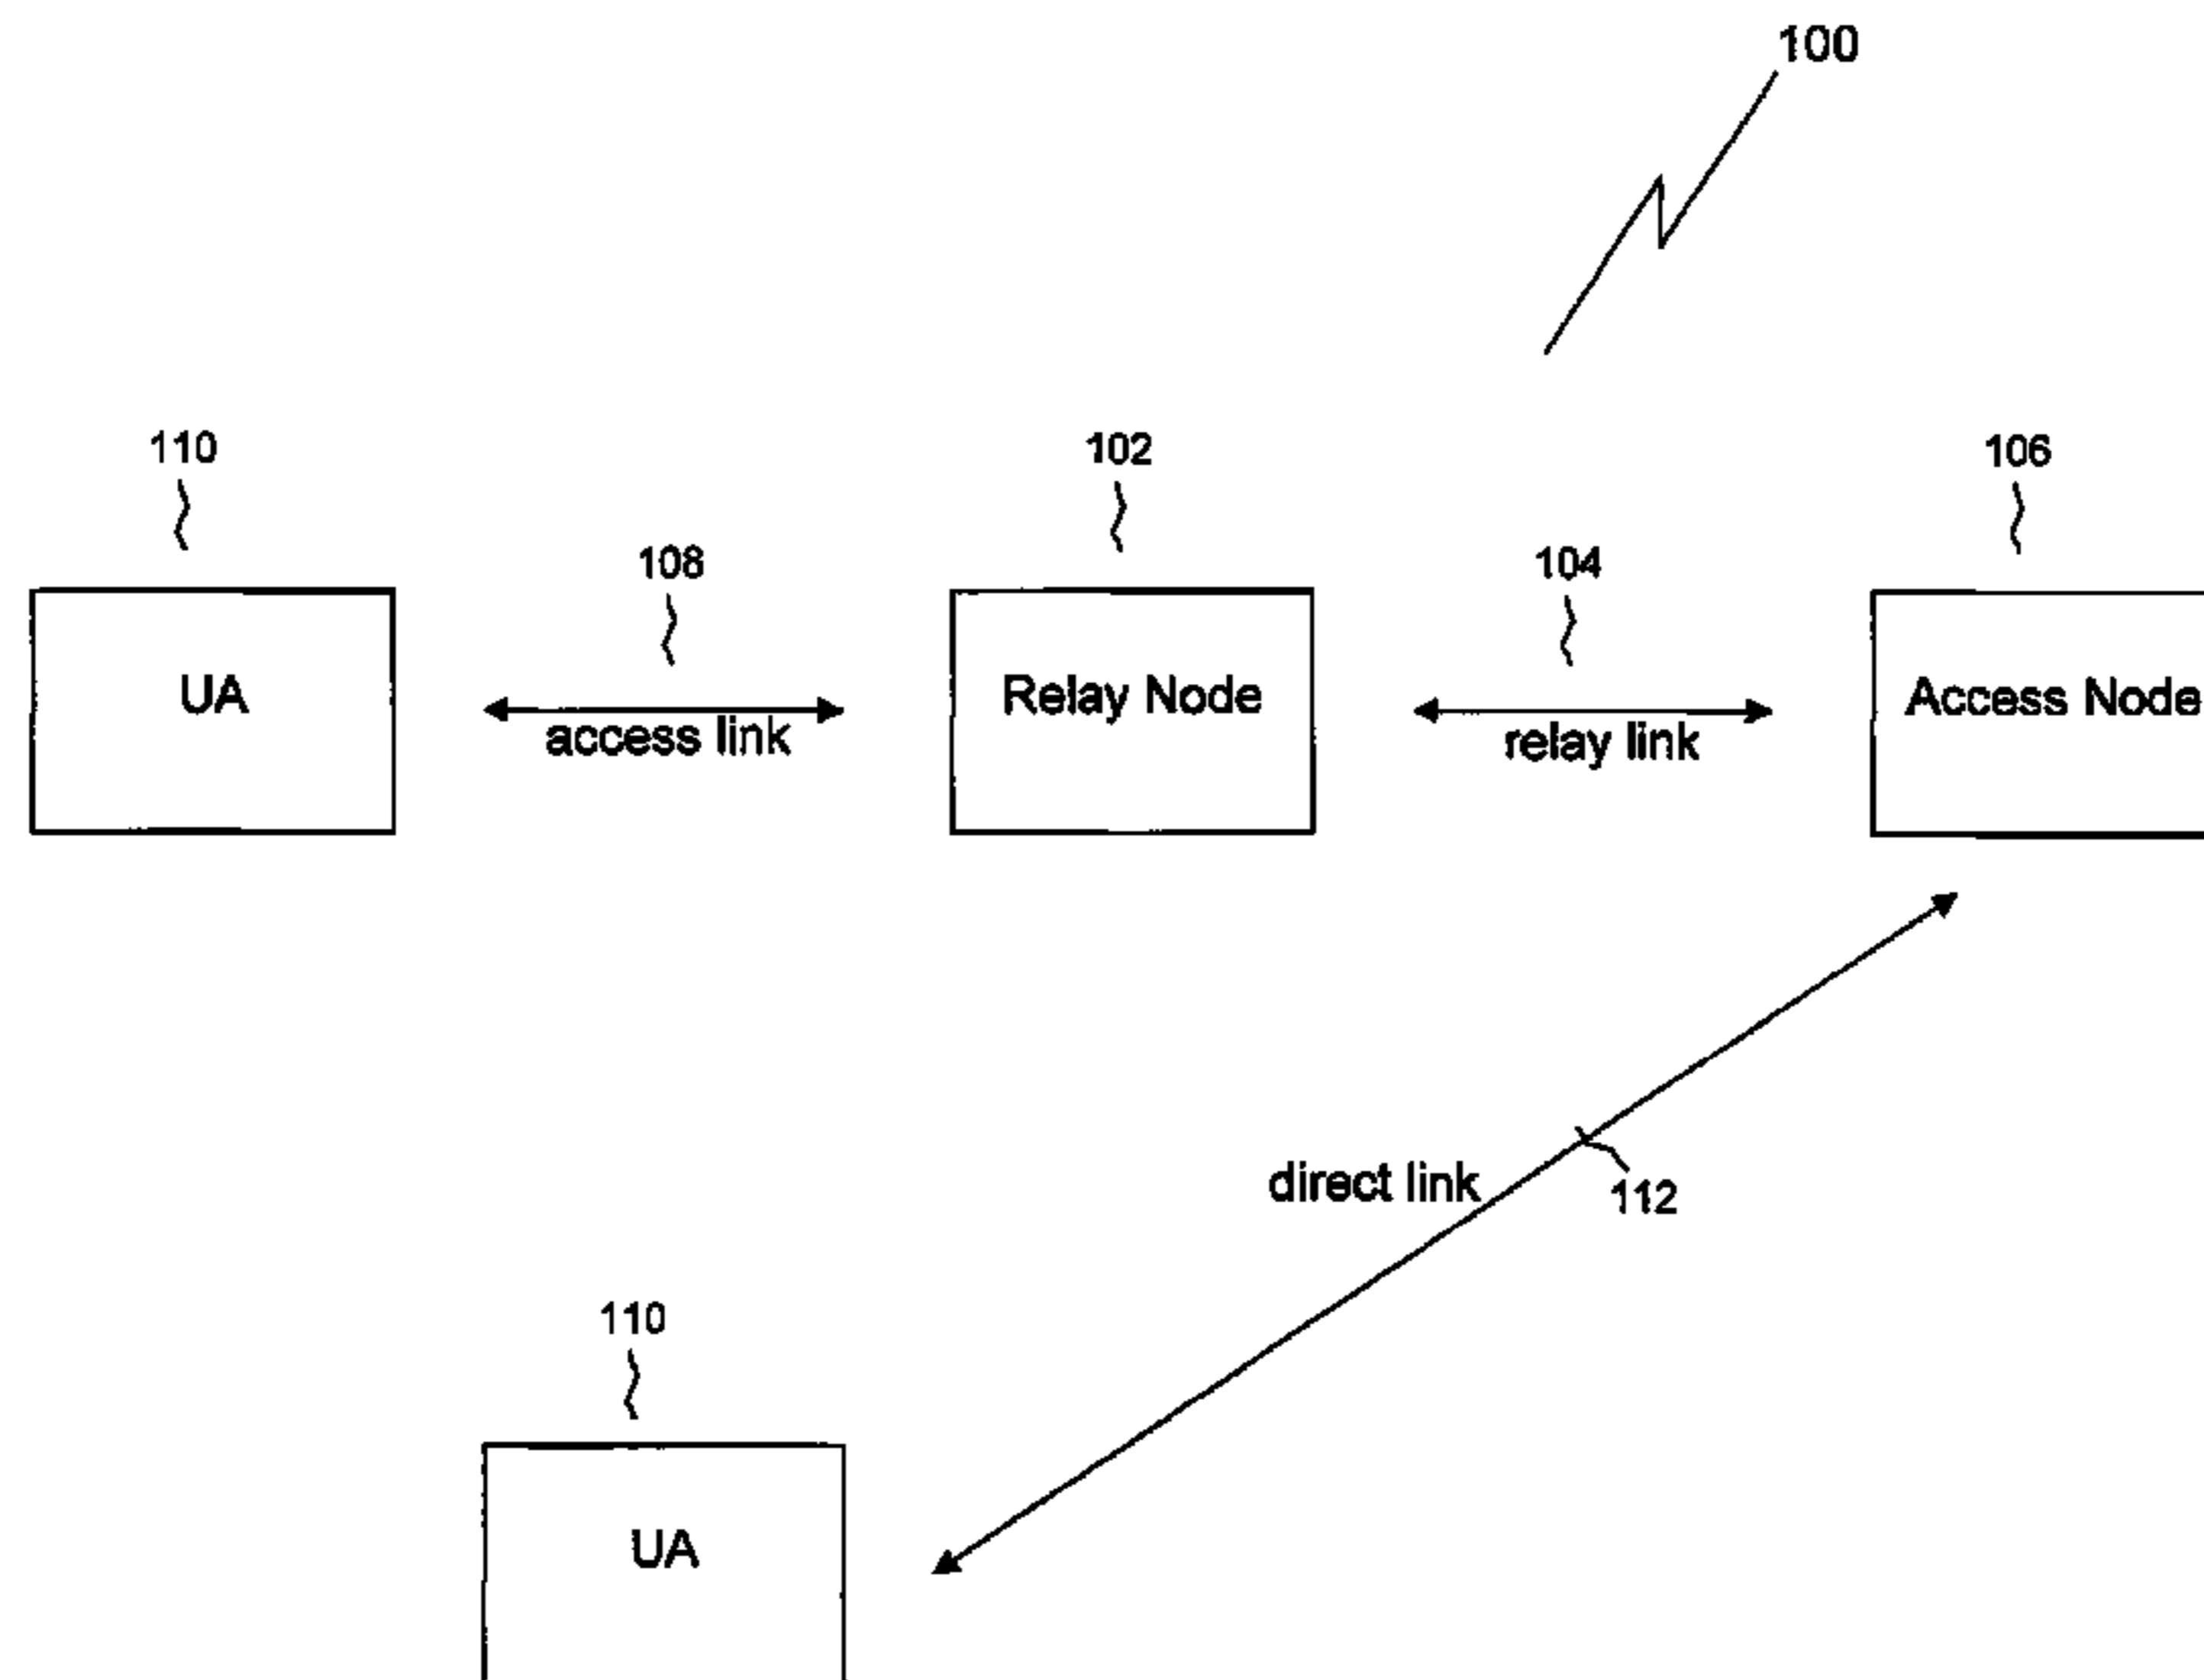 100
110
102
106
108
104
UA
Relay Node
Access Node
access link
relay link
direct link
112
110
UA